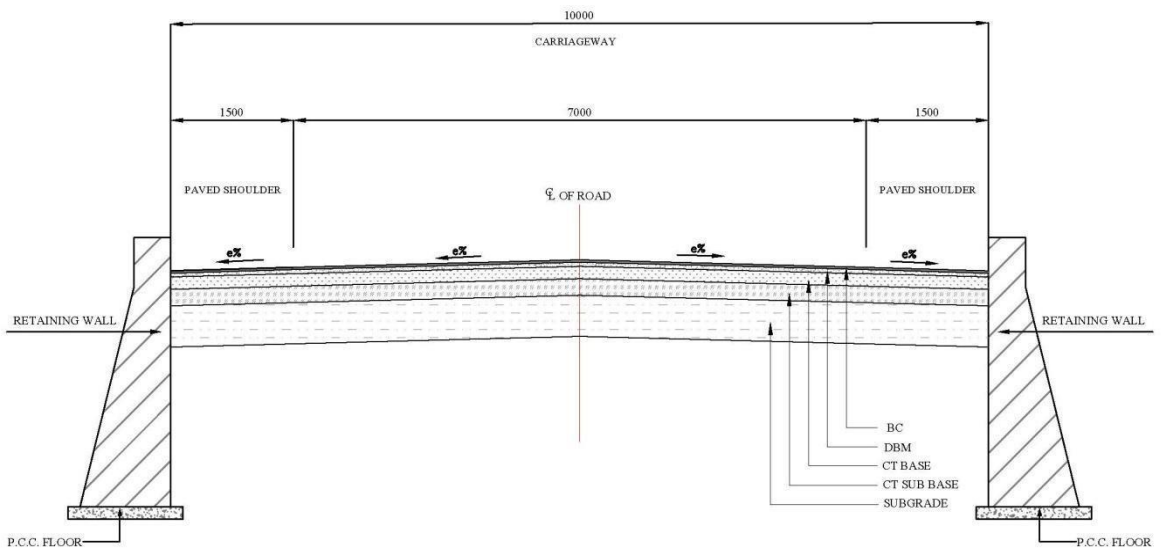 10000
CARRIAGEWAY
1500
7000
1500
PAVED SHOULDER
℄ OF ROAD
PAVED SHOULDER
e%
e%
e%
e%
RETAINING WALL
RETAINING WALL
BC
DBM
CT BASE
CT SUB BASE
SUBGRADE
P.C.C. FLOOR
P.C.C. FLOOR